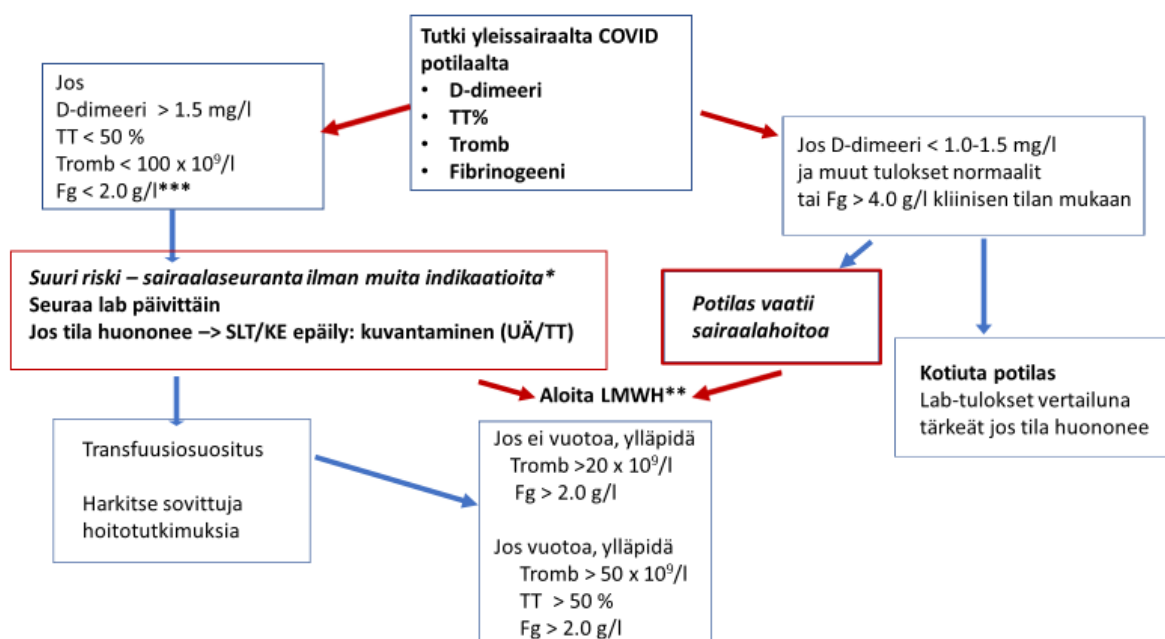 Tutki yleissairaalta COVID
potilaalta
• D-dimeeri
• TT%
• Tromb
• Fibrinogeeni
Jos
D-dimeeri > 1.5 mg/l
TT < 50 %
Tromb < 100 x 10⁹/l
Fg < 2.0 g/l***
Jos D-dimeeri < 1.0-1.5 mg/l
ja muut tulokset normaalit
tai Fg > 4.0 g/l kliinisen tilan mukaan
Suuri riski – sairaalaseuranta ilman muita indikaatioita*
Seuraa lab päivittäin
Jos tila huononee –> SLT/KE epäily: kuvantaminen (UÄ/TT)
Potilas vaatii
sairaalahoitoa
Kotiuta potilas
Lab-tulokset vertailuna
tärkeät jos tila huononee
Aloita LMWH**
Transfuusiosuositus
Harkitse sovittuja
hoitotutkimuksia
Jos ei vuotoa, ylläpidä
Tromb >20 x 10⁹/l
Fg > 2.0 g/l
Jos vuotoa, ylläpidä
Tromb > 50 x 10⁹/l
TT > 50 %
Fg > 2.0 g/l